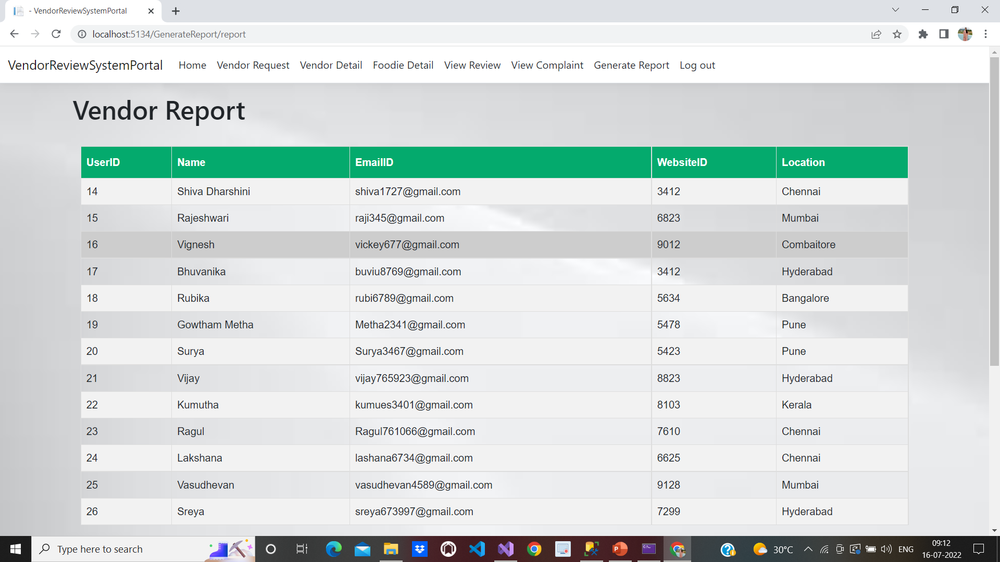 - VendorReviewSystemPortal
localhost:5134/GenerateReport/report
VendorReviewSystemPortal Home Vendor Request Vendor Detail Foodie Detail View Review View Complaint Generate Report Log out
Vendor Report
UserID Name EmailID WebsiteID Location
14 Shiva Dharshini shiva1727@gmail.com 3412 Chennai
15 Rajeshwari raji345@gmail.com 6823 Mumbai
16 Vignesh vickey677@gmail.com 9012 Combaitore
17 Bhuvanika buviu8769@gmail.com 3412 Hyderabad
18 Rubika rubi6789@gmail.com 5634 Bangalore
19 Gowtham Metha Metha2341@gmail.com 5478 Pune
20 Surya Surya3467@gmail.com 5423 Pune
21 Vijay vijay765923@gmail.com 8823 Hyderabad
22 Kumutha kumues3401@gmail.com 8103 Kerala
23 Ragul Ragul761066@gmail.com 7610 Chennai
24 Lakshana lashana6734@gmail.com 6625 Chennai
25 Vasudhevan vasudhevan4589@gmail.com 9128 Mumbai
26 Sreya sreya673997@gmail.com 7299 Hyderabad
Type here to search 30°C ENG 09:12
16-07-2022